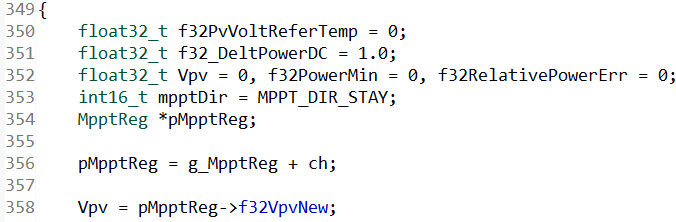 349 {
350 float32_t f32PvVoltReferTemp = 0;
351 float32_t f32_DeltPowerDC = 1.0;
352 float32_t Vpv = 0, f32PowerMin = 0, f32RelativePowerErr = 0;
353 int16_t mpptDir = MPPT_DIR_STAY;
354 MpptReg *pMpptReg;
355
356 pMpptReg = g_MpptReg + ch;
357
358 Vpv = pMpptReg->f32VpvNew;